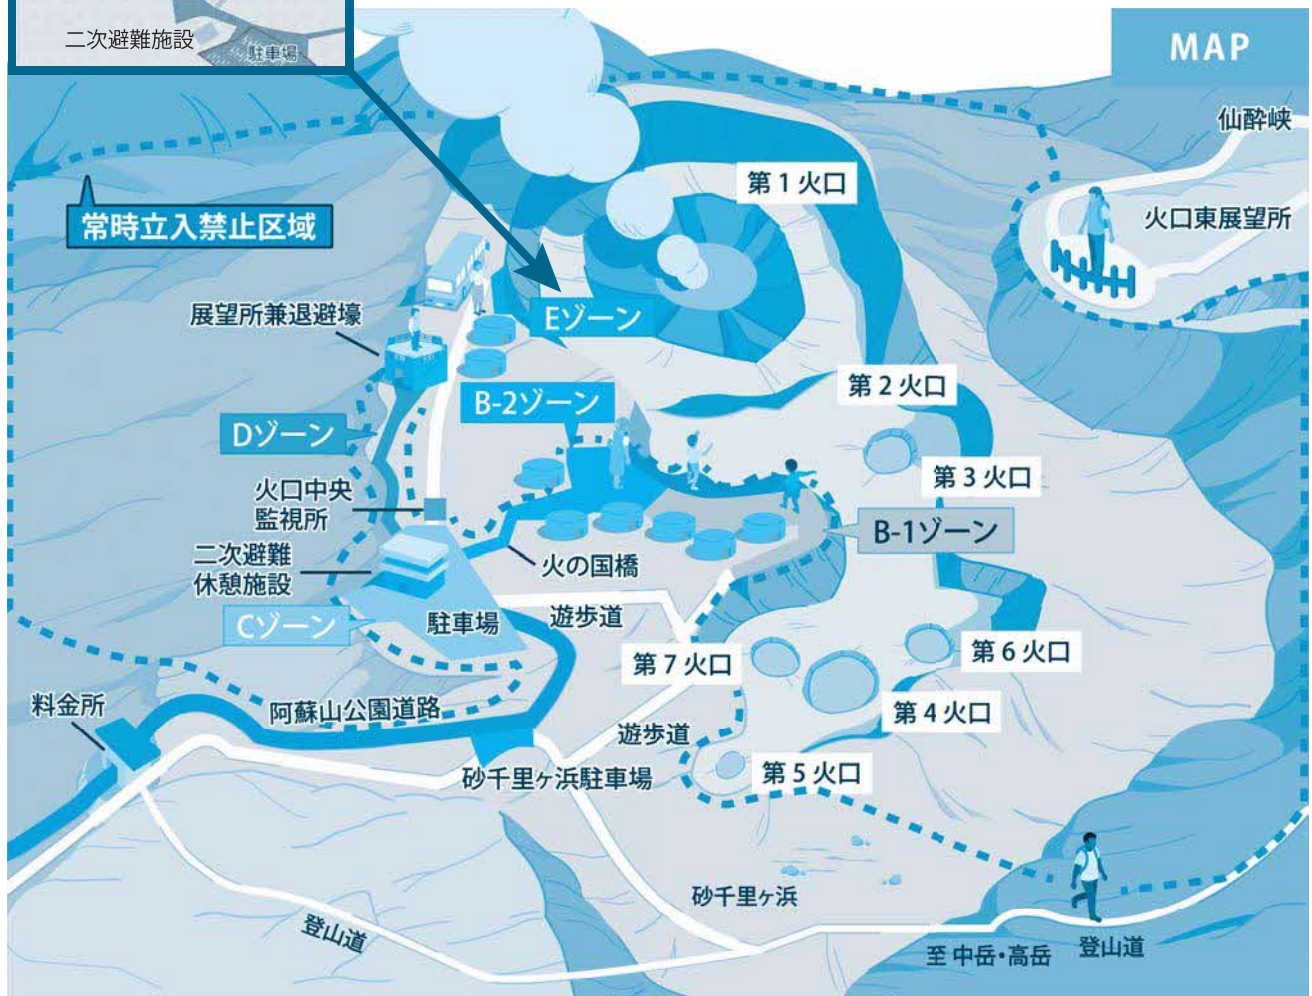 二次避難施設
駐車場
MAP
仙酔峡
第1火口
火口東展望所
常時立入禁止区域
展望所兼退避壕
Eゾーン
第2火口
B-2ゾーン
Dゾーン
第3火口
火口中央
監視所
B-1ゾーン
二次避難
休憩施設
火の国橋
Cゾーン
駐車場
遊歩道
第7火口
第6火口
料金所
阿蘇山公園道路
第4火口
遊歩道
砂千里ヶ浜駐車場
第5火口
砂千里ヶ浜
登山道
至 中岳・高岳
登山道